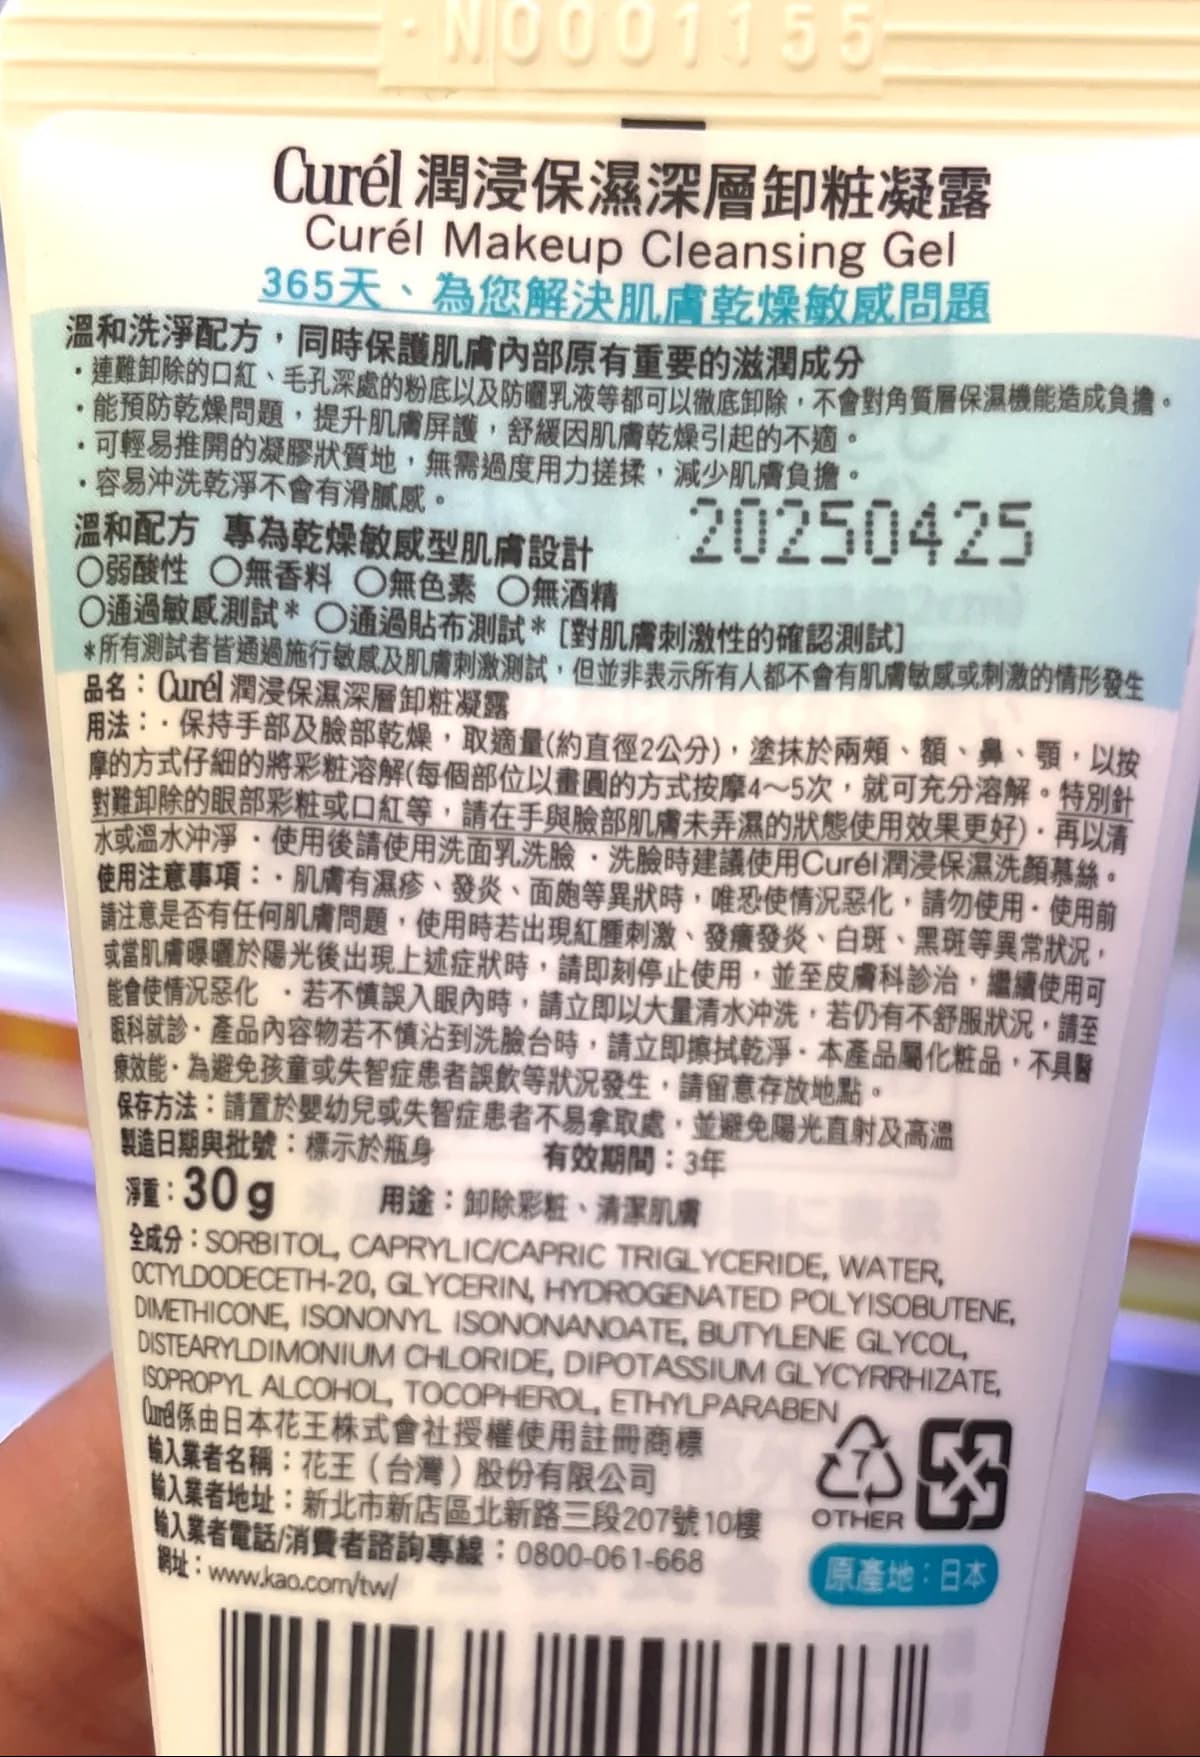 N0001155
Curél 潤浸保濕深層卸粧凝露
Curél Makeup Cleansing Gel
365天、為您解決肌膚乾燥敏感問題
溫和洗淨配方，同時保護肌膚內部原有重要的滋潤成分
・連難卸除的口紅、毛孔深處的粉底以及防曬乳液等都可以徹底卸除，不會對角質層保濕機能造成負擔。
・能預防乾燥問題，提升肌膚屏護，舒緩因肌膚乾燥引起的不適。
・可輕易推開的凝膠狀質地，無需過度用力搓揉，減少肌膚負擔。
・容易沖洗乾淨不會有滑膩感。
20250425
溫和配方 專為乾燥敏感型肌膚設計
○弱酸性 ○無香料 ○無色素 ○無酒精
○通過敏感測試* ○通過貼布測試* [對肌膚刺激性的確認測試]
*所有測試者皆通過施行敏感及肌膚刺激測試，但並非表示所有人都不會有肌膚敏感或刺激的情形發生
品名：Curél 潤浸保濕深層卸粧凝露
用法：・保持手部及臉部乾燥，取適量(約直徑2公分)，塗抹於兩頰、額、鼻、顎，以按
摩的方式仔細的將彩粧溶解(每個部位以畫圓的方式按摩4～5次，就可充分溶解。特別針
對難卸除的眼部彩粧或口紅等，請在手與臉部肌膚未弄濕的狀態使用效果更好)・再以清
水或溫水沖淨・使用後請使用洗面乳洗臉・洗臉時建議使用Curél潤浸保濕洗顏慕絲。
使用注意事項：・肌膚有濕疹、發炎、面皰等異狀時，唯恐使情況惡化，請勿使用・使用前
請注意是否有任何肌膚問題，使用時若出現紅腫刺激、發癢發炎、白斑、黑斑等異常狀況，
或當肌膚曝曬於陽光後出現上述症狀時，請即刻停止使用，並至皮膚科診治，繼續使用可
能會使情況惡化 ・若不慎誤入眼內時，請立即以大量清水沖洗，若仍有不舒服狀況，請至
眼科就診・產品內容物若不慎沾到洗臉台時，請立即擦拭乾淨・本產品屬化粧品，不具醫
療效能・為避免孩童或失智症患者誤飲等狀況發生，請留意存放地點。
保存方法：請置於嬰幼兒或失智症患者不易拿取處，並避免陽光直射及高溫
製造日期與批號：標示於瓶身 有效期間：3年
淨重：30g 用途：卸除彩粧、清潔肌膚
全成分：SORBITOL, CAPRYLIC/CAPRIC TRIGLYCERIDE, WATER,
OCTYLDODECETH-20, GLYCERIN, HYDROGENATED POLYISOBUTENE,
DIMETHICONE, ISONONYL ISONONANOATE, BUTYLENE GLYCOL,
DISTEARYLDIMONIUM CHLORIDE, DIPOTASSIUM GLYCYRRHIZATE,
ISOPROPYL ALCOHOL, TOCOPHEROL, ETHYLPARABEN
Curél係由日本花王株式會社授權使用註冊商標
輸入業者名稱：花王（台灣）股份有限公司
輸入業者地址：新北市新店區北新路三段207號10樓
輸入業者電話/消費者諮詢專線：0800-061-668
網址：www.kao.com/tw/
7
OTHER
原產地：日本